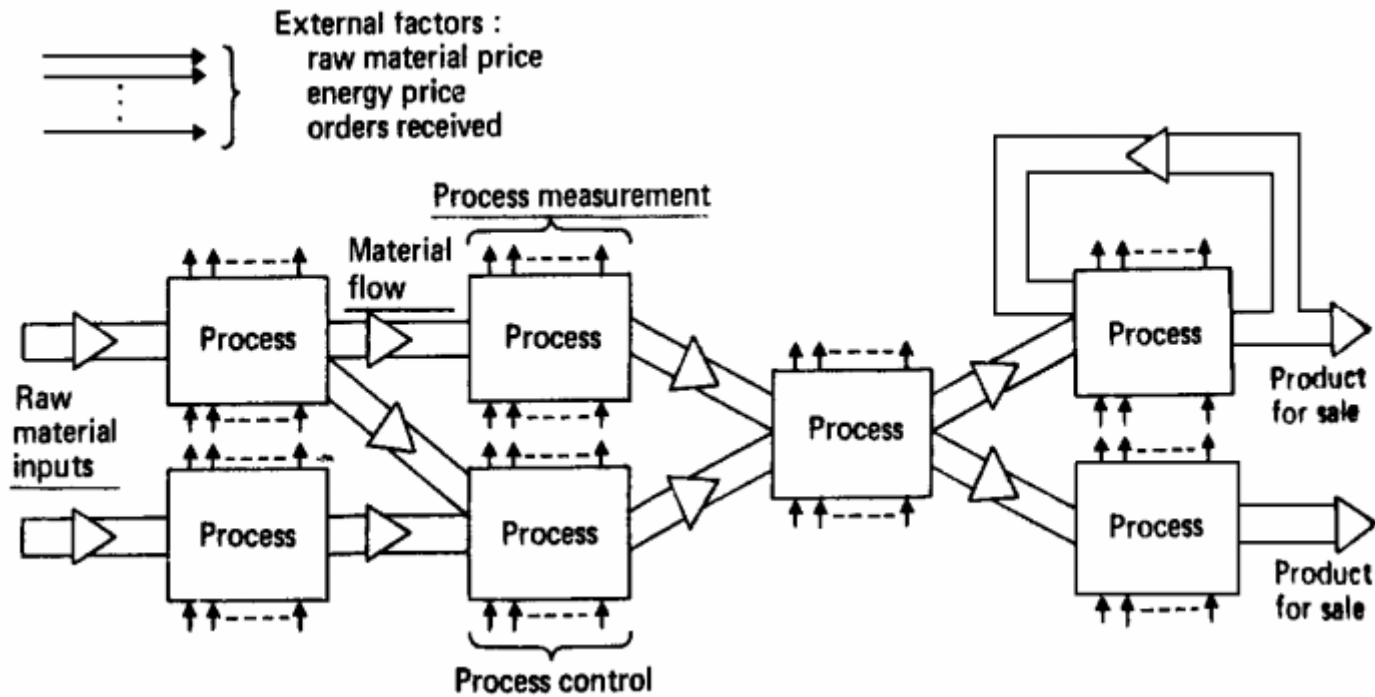 External factors :
raw material price
energy price
orders received
Process measurement
Material
flow
Process
Process
Process
Process
Process
Process
Process
Raw
material
inputs
Product
for sale
Product
for sale
Process control